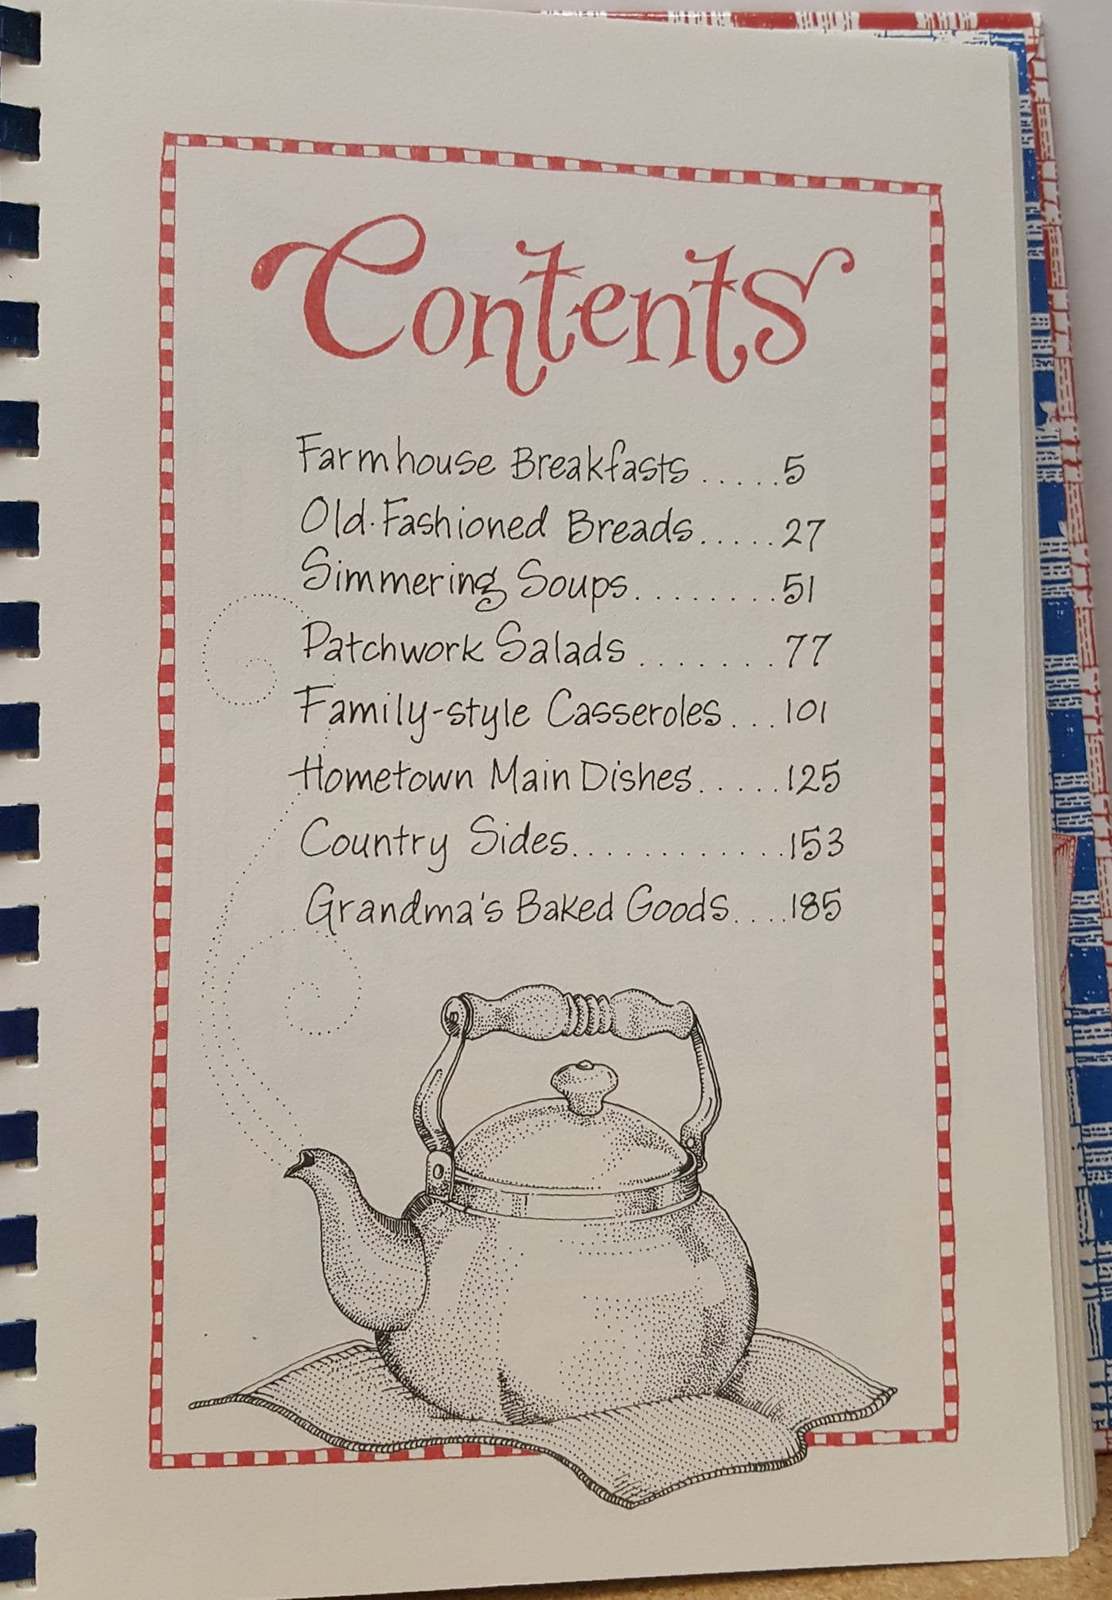 Contents
Farmhouse Breakfasts.....5
Old-Fashioned Breads.....27
Simmering Soups........51
Patchwork Salads.......77
Family-style Casseroles...101
Hometown Main Dishes.....125
Country Sides............153
Grandma's Baked Goods....185